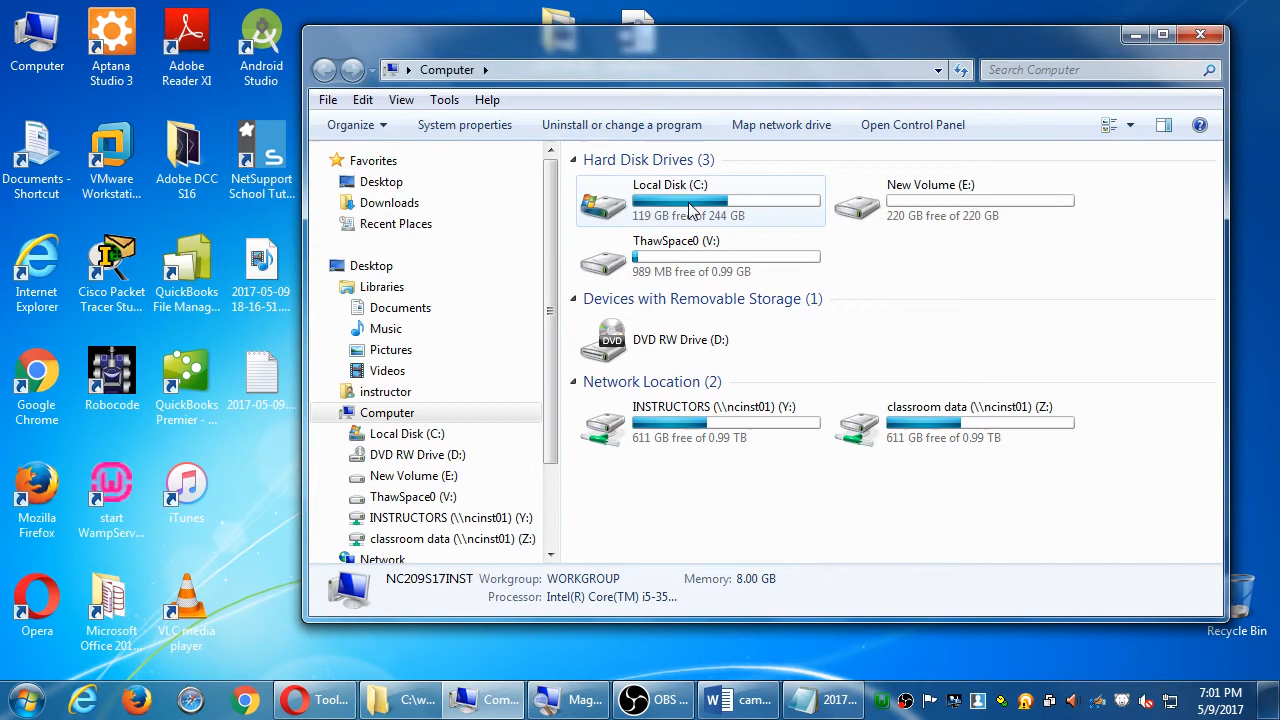 Computer
Aptana
Studio 3
Adobe
Reader XI
Android
Studio
Documents -
Shortcut
VMware
Workstati...
Adobe DCC
S16
NetSupport
School Tut...
Internet
Explorer
Cisco Packet
Tracer Stu...
QuickBooks
File Manag...
2017-05-09
18-16-51....
Google
Chrome
Robocode
QuickBooks
Premier - ...
2017-05-09....
Mozilla
Firefox
start
WampServ...
iTunes
Opera
Microsoft
Office 201...
VLC media
player
Recycle Bin
Computer
Search Computer
File Edit View Tools Help
Organize System properties Uninstall or change a program Map network drive Open Control Panel
Favorites
Desktop
Downloads
Recent Places
Desktop
Libraries
Documents
Music
Pictures
Videos
instructor
Computer
Local Disk (C:)
DVD RW Drive (D:)
New Volume (E:)
ThawSpace0 (V:)
INSTRUCTORS (\\ncinst01) (Y:)
classroom data (\\ncinst01) (Z:)
Network
Hard Disk Drives (3)
Local Disk (C:)
119 GB free of 244 GB
New Volume (E:)
220 GB free of 220 GB
ThawSpace0 (V:)
989 MB free of 0.99 GB
Devices with Removable Storage (1)
DVD
DVD RW Drive (D:)
Network Location (2)
INSTRUCTORS (\\ncinst01) (Y:)
611 GB free of 0.99 TB
classroom data (\\ncinst01) (Z:)
611 GB free of 0.99 TB
NC209S17INST Workgroup: WORKGROUP Memory: 8.00 GB
Processor: Intel(R) Core(TM) i5-35...
Tool... C:\w... Com... Mag... OBS ... cam... 2017...
7:01 PM
5/9/2017